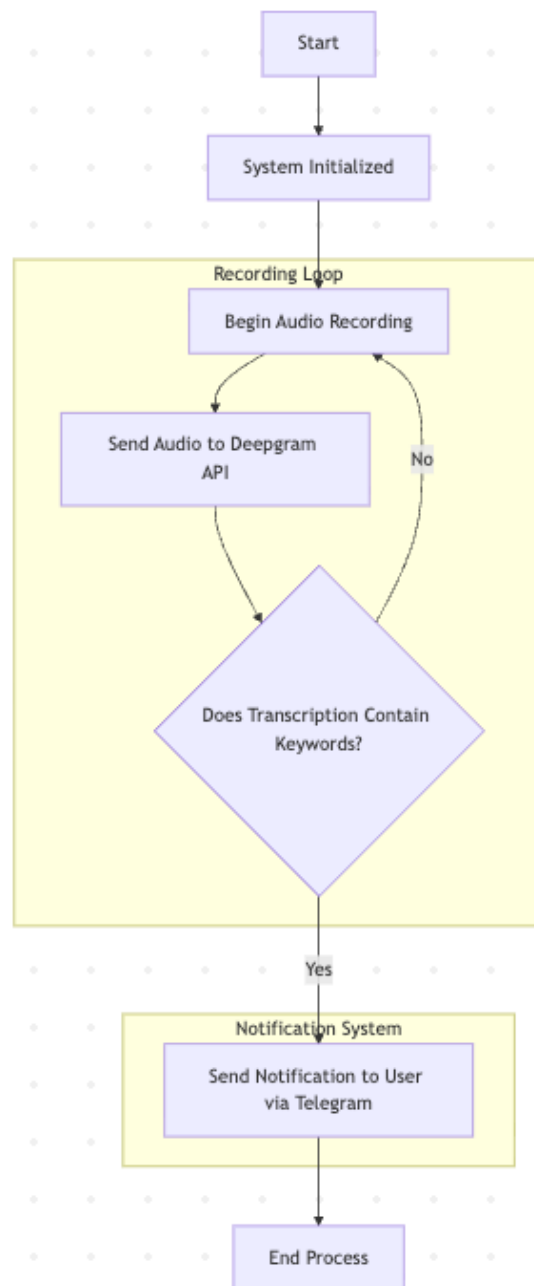 Start
System Initialized
Recording Loop
Begin Audio Recording
Send Audio to Deepgram
API
No
Does Transcription Contain
Keywords?
Yes
Notification System
Send Notification to User
via Telegram
End Process